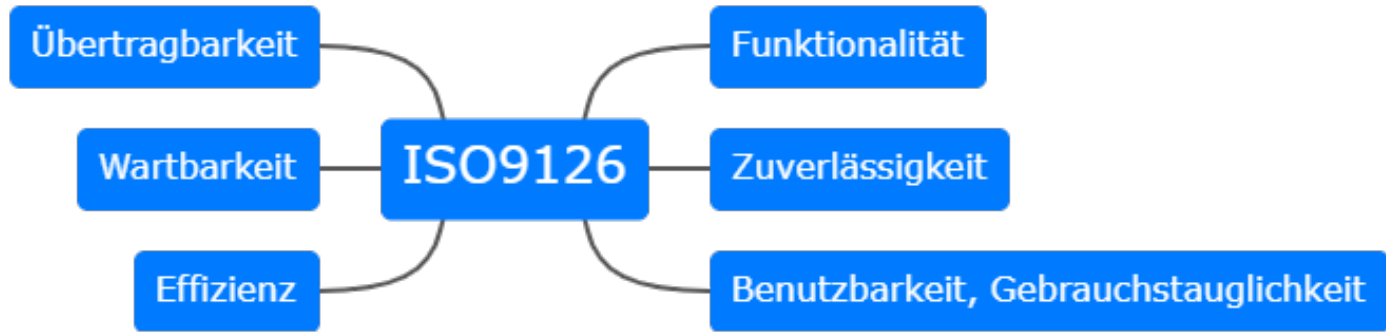 Übertragbarkeit
Funktionalität
Wartbarkeit
ISO9126
Zuverlässigkeit
Effizienz
Benutzbarkeit, Gebrauchstauglichkeit